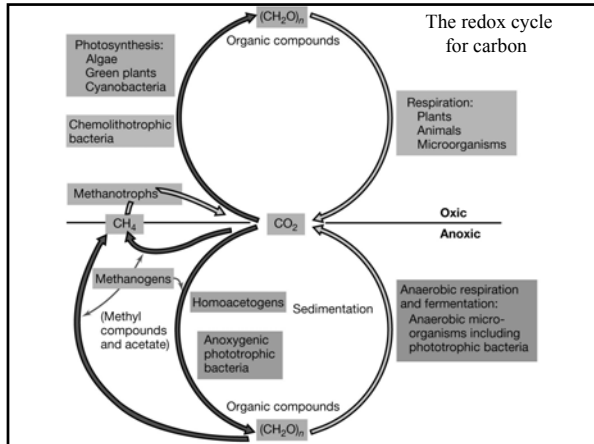 The redox cycle
for carbon
(CH₂O)ₙ
Organic compounds
Photosynthesis:
Algae
Green plants
Cyanobacteria
Chemolithotrophic
bacteria
Respiration:
Plants
Animals
Microorganisms
Methanotrophs
CH₄
CO₂
Oxic
Anoxic
Methanogens
(Methyl
compounds
and acetate)
Homoacetogens
Sedimentation
Anoxygenic
phototrophic
bacteria
Anaerobic respiration
and fermentation:
Anaerobic micro-
organisms including
phototrophic bacteria
Organic compounds
(CH₂O)ₙ